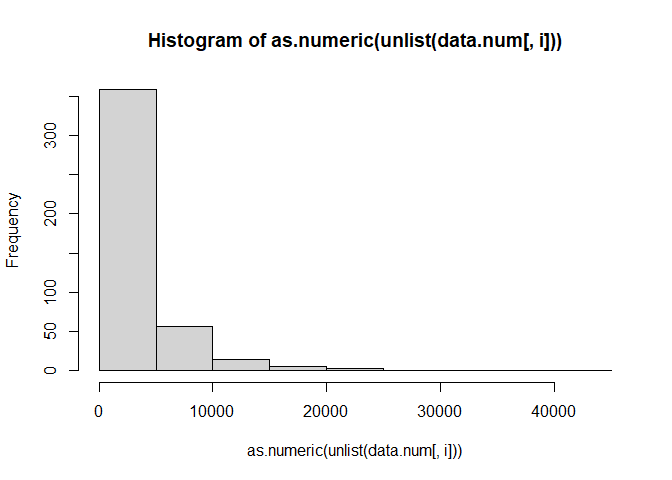 Histogram of as.numeric(unlist(data.num[, i]))
Frequency
300
200
100
50
0
0 10000 20000 30000 40000
as.numeric(unlist(data.num[, i]))